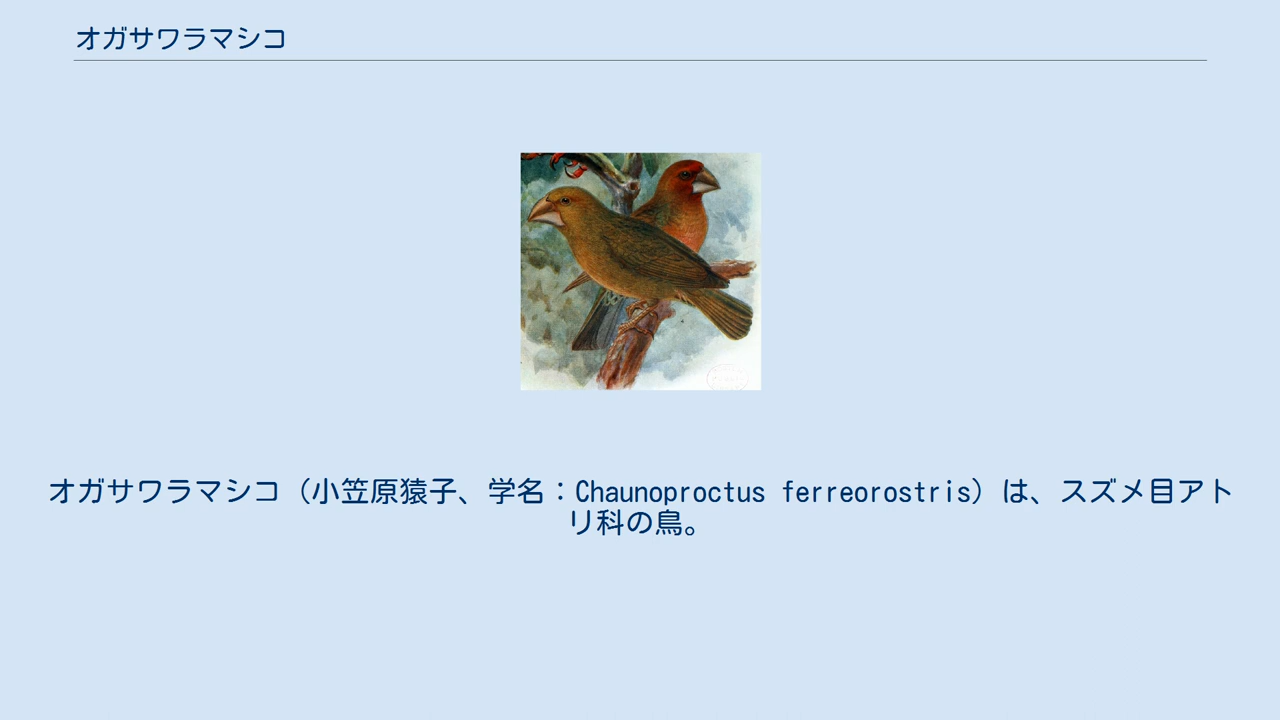 オガサワラマシコ
オガサワラマシコ（小笠原猿子、学名：Chaunoproctus ferreorostris）は、スズメ目アト
リ科の鳥。